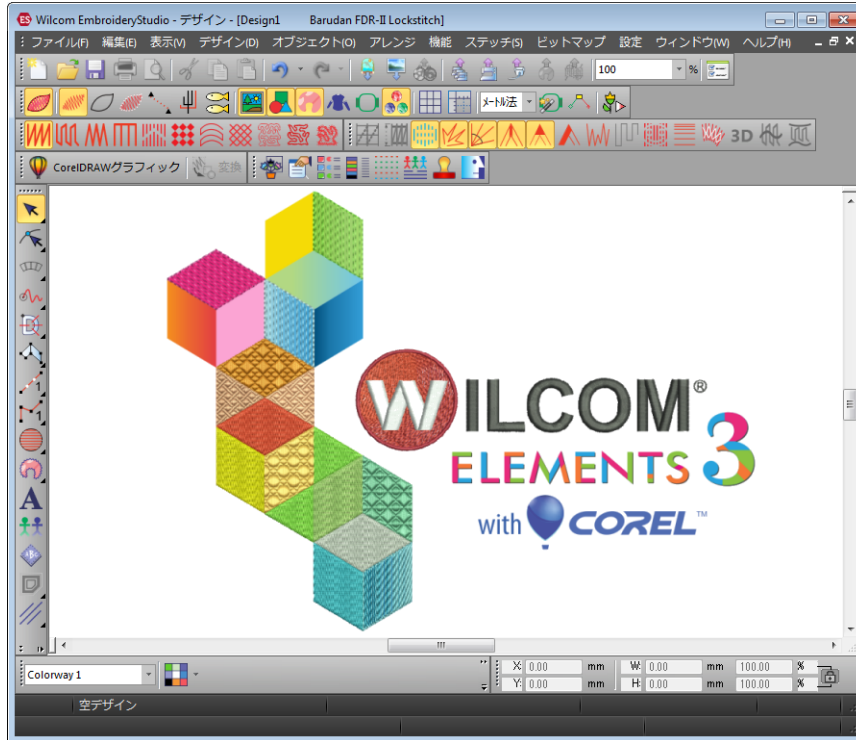 ES Wilcom EmbroideryStudio - デザイン - [Design1 Barudan FDR-II Lockstitch]
ファイル(F) 編集(E) 表示(V) デザイン(D) オブジェクト(O) アレンジ 機能 ステッチ(S) ビットマップ 設定 ウィンドウ(W) ヘルプ(H)
100 %
メートル法
3D
CorelDRAWグラフィック 変換
WILCOM®
ELEMENTS 3
with COREL™
A
ABC
Colorway 1
X: 0.00 mm W: 0.00 mm 100.00 %
Y: 0.00 mm H: 0.00 mm 100.00 %
空デザイン